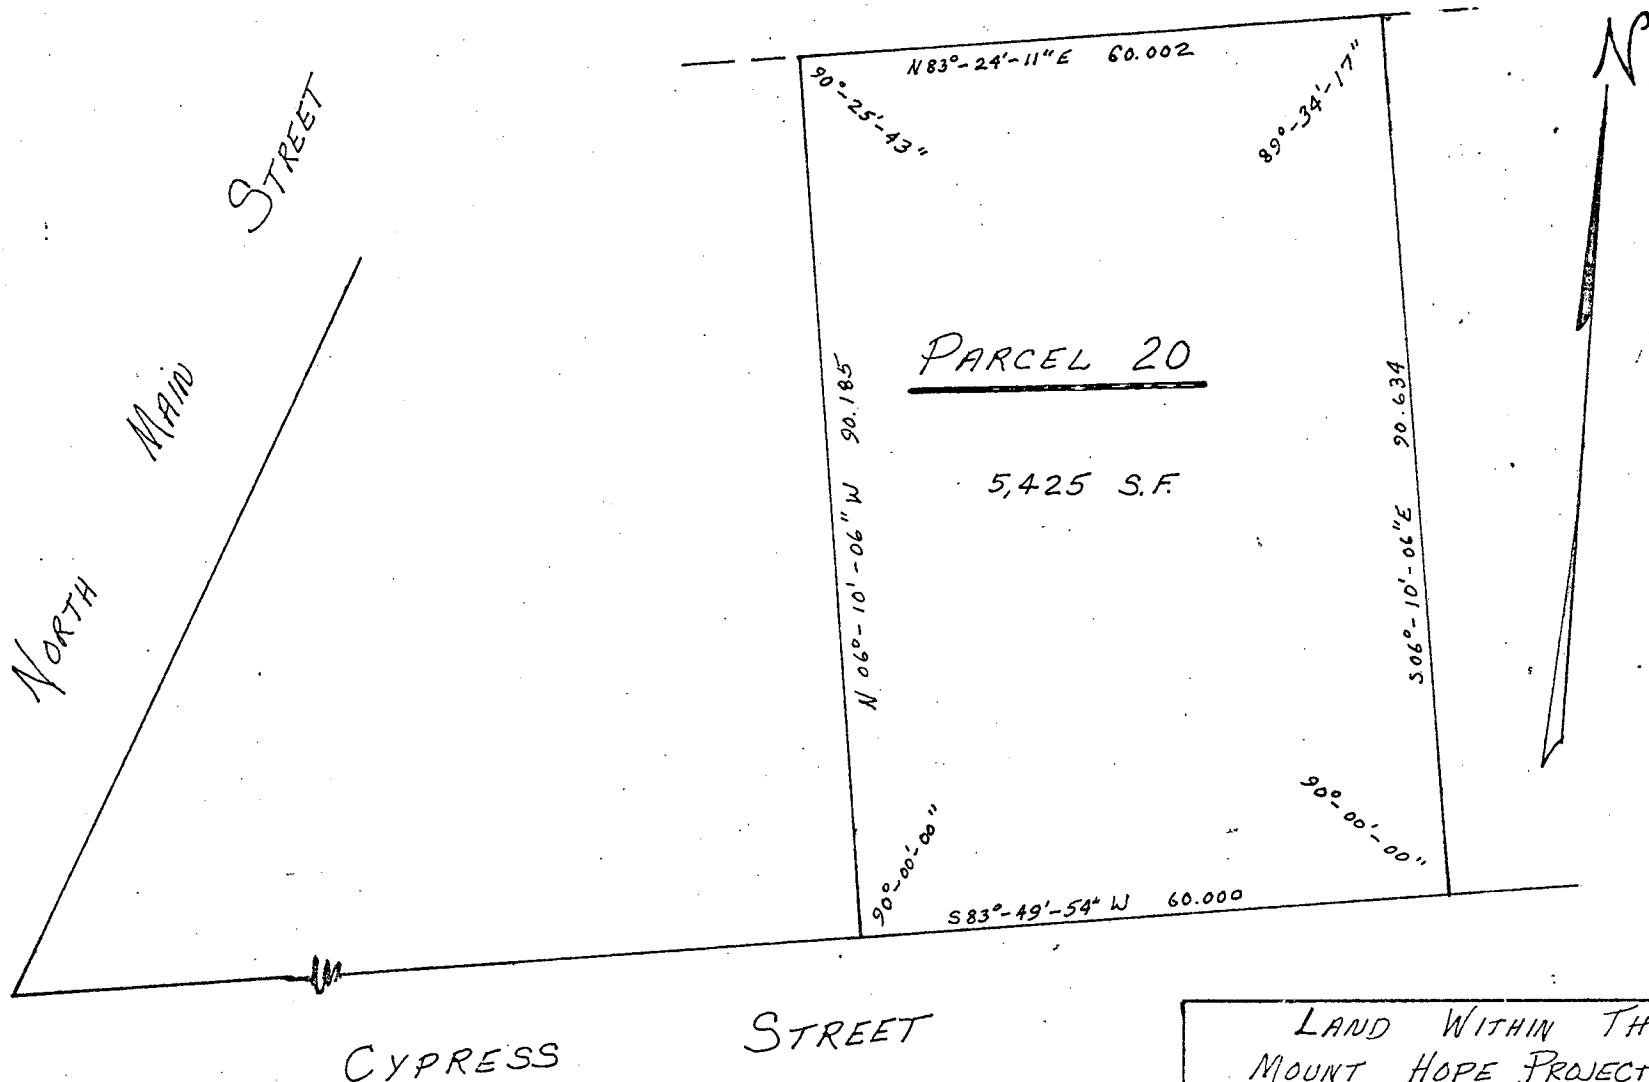 N
N 83°-24'-11" E 60.002
90°-25'-43"
89°-34'-17"
STREET
MAIN
NORTH
PARCEL 20
5,425 S.F.
N 06°-10'-06" W 90.185
S 06°-10'-06" E 90.634
90°-00'-00"
90°-00'-00"
S 83°-49'-54" W 60.000
CYPRESS STREET
LAND WITHIN TH
MOUNT HOPE PROJECT